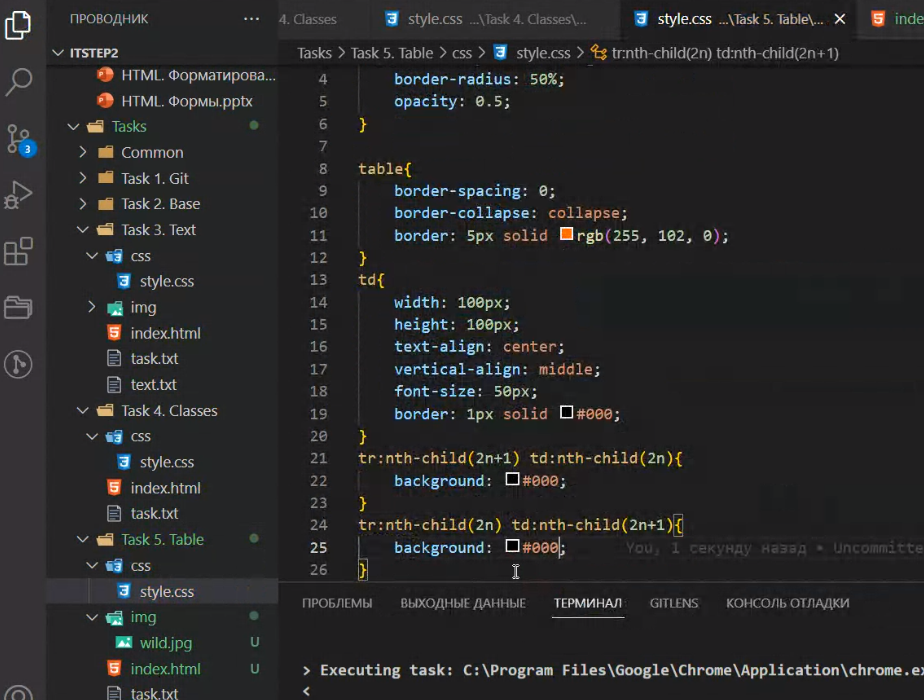 ПРОВОДНИК ···
ITSTEP2
HTML. Форматирова...
HTML. Формы.pptx
Tasks
Common
Task 1. Git
Task 2. Base
Task 3. Text
css
style.css
img
index.html
task.txt
text.txt
Task 4. Classes
css
style.css
index.html
task.txt
Task 5. Table
css
style.css
img
wild.jpg U
index.html U
task.txt
3
4. Classes
style.css ...\Task 4. Classes\...
style.css ...\Task 5. Table\...
inde
Tasks > Task 5. Table > css > style.css > tr:nth-child(2n) td:nth-child(2n+1)
4 border-radius: 50%;
5 opacity: 0.5;
6 }
7
8 table{
9 border-spacing: 0;
10 border-collapse: collapse;
11 border: 5px solid rgb(255, 102, 0);
12 }
13 td{
14 width: 100px;
15 height: 100px;
16 text-align: center;
17 vertical-align: middle;
18 font-size: 50px;
19 border: 1px solid #000;
20 }
21 tr:nth-child(2n+1) td:nth-child(2n){
22 background: #000;
23 }
24 tr:nth-child(2n) td:nth-child(2n+1){
25 background: #000; You, 1 секунду назад • Uncommitte
26 }
ПРОБЛЕМЫ ВЫХОДНЫЕ ДАННЫЕ ТЕРМИНАЛ GITLENS КОНСОЛЬ ОТЛАДКИ
> Executing task: C:\Program Files\Google\Chrome\Application\chrome.ex
<